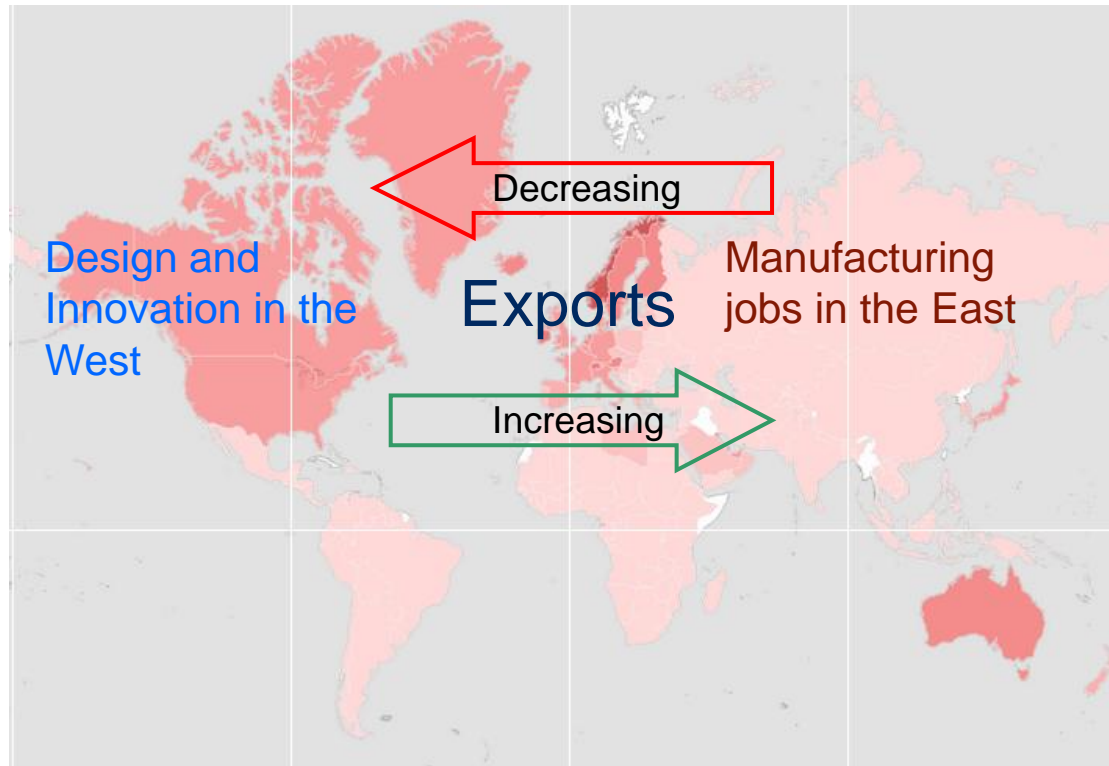 Decreasing
Design and
Innovation in the
West
Exports
Manufacturing
jobs in the East
Increasing